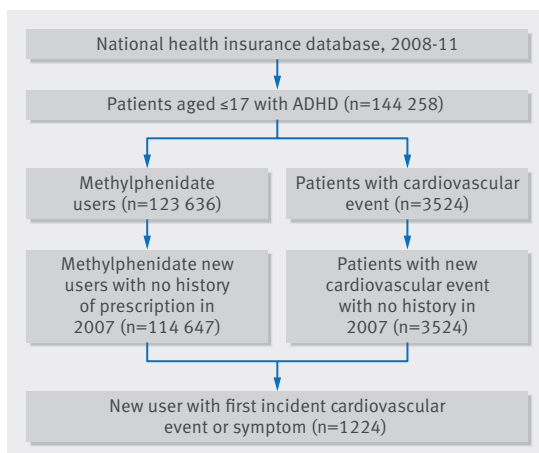 National health insurance database, 2008-11
Patients aged ≤17 with ADHD (n=144 258)
Methylphenidate
users (n=123 636)
Patients with cardiovascular
event (n=3524)
Methylphenidate new
users with no history
of prescription in
2007 (n=114 647)
Patients with new
cardiovascular event
with no history in
2007 (n=3524)
New user with first incident cardiovascular
event or symptom (n=1224)